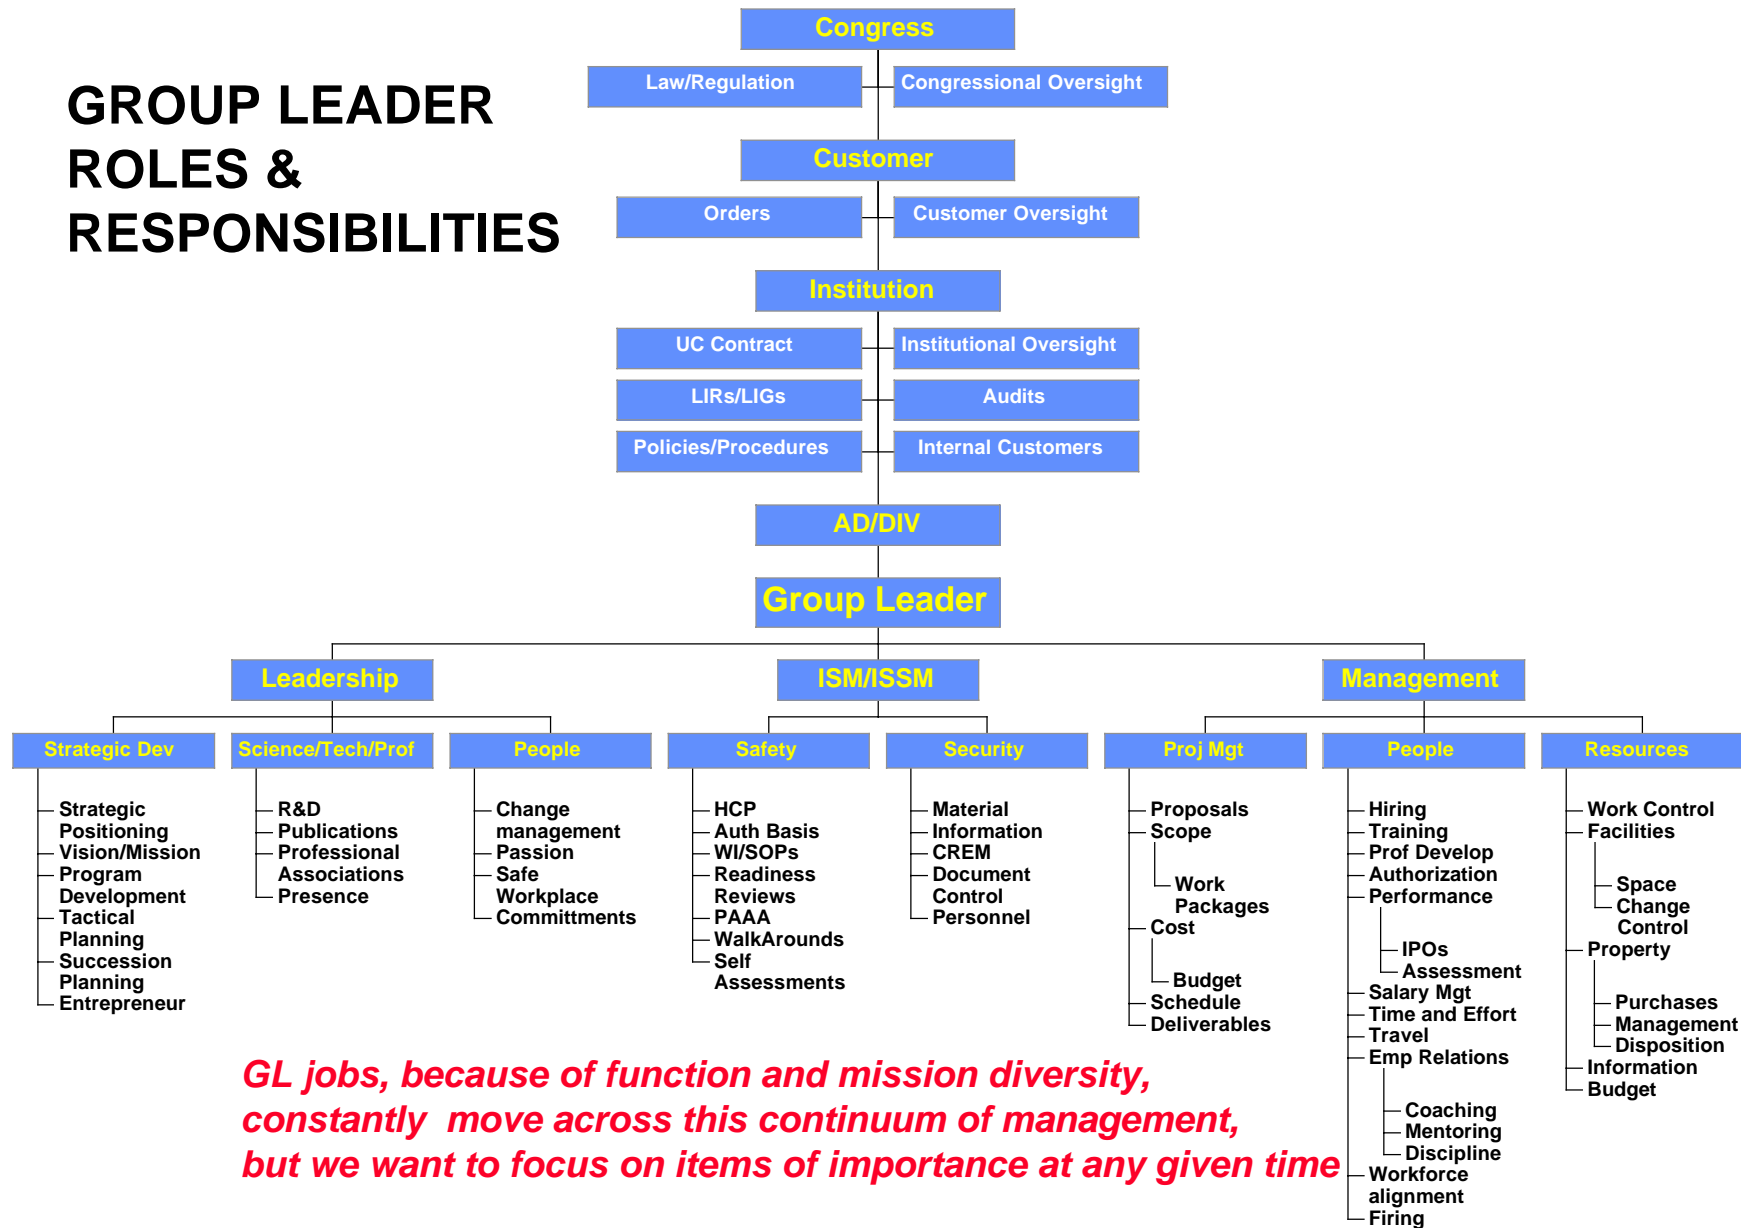 GROUP LEADER
ROLES &
RESPONSIBILITIES
Congress
Law/Regulation
Congressional Oversight
Customer
Orders
Customer Oversight
Institution
UC Contract
Institutional Oversight
LIRs/LIGs
Audits
Policies/Procedures
Internal Customers
AD/DIV
Group Leader
Leadership
ISM/ISSM
Management
Strategic Dev
Science/Tech/Prof
People
Safety
Security
Proj Mgt
People
Resources
Strategic
Positioning
Vision/Mission
Program
Development
Tactical
Planning
Succession
Planning
Entrepreneur
R&D
Publications
Professional
Associations
Presence
Change
management
Passion
Safe
Workplace
Committments
HCP
Auth Basis
WI/SOPs
Readiness
Reviews
PAAA
WalkArounds
Self
Assessments
Material
Information
CREM
Document
Control
Personnel
Proposals
Scope
Work
Packages
Cost
Budget
Schedule
Deliverables
Hiring
Training
Prof Develop
Authorization
Performance
IPOs
Assessment
Salary Mgt
Time and Effort
Travel
Emp Relations
Coaching
Mentoring
Discipline
Workforce
alignment
Firing
Work Control
Facilities
Space
Change
Control
Property
Purchases
Management
Disposition
Information
Budget
GL jobs, because of function and mission diversity,
constantly move across this continuum of management,
but we want to focus on items of importance at any given time